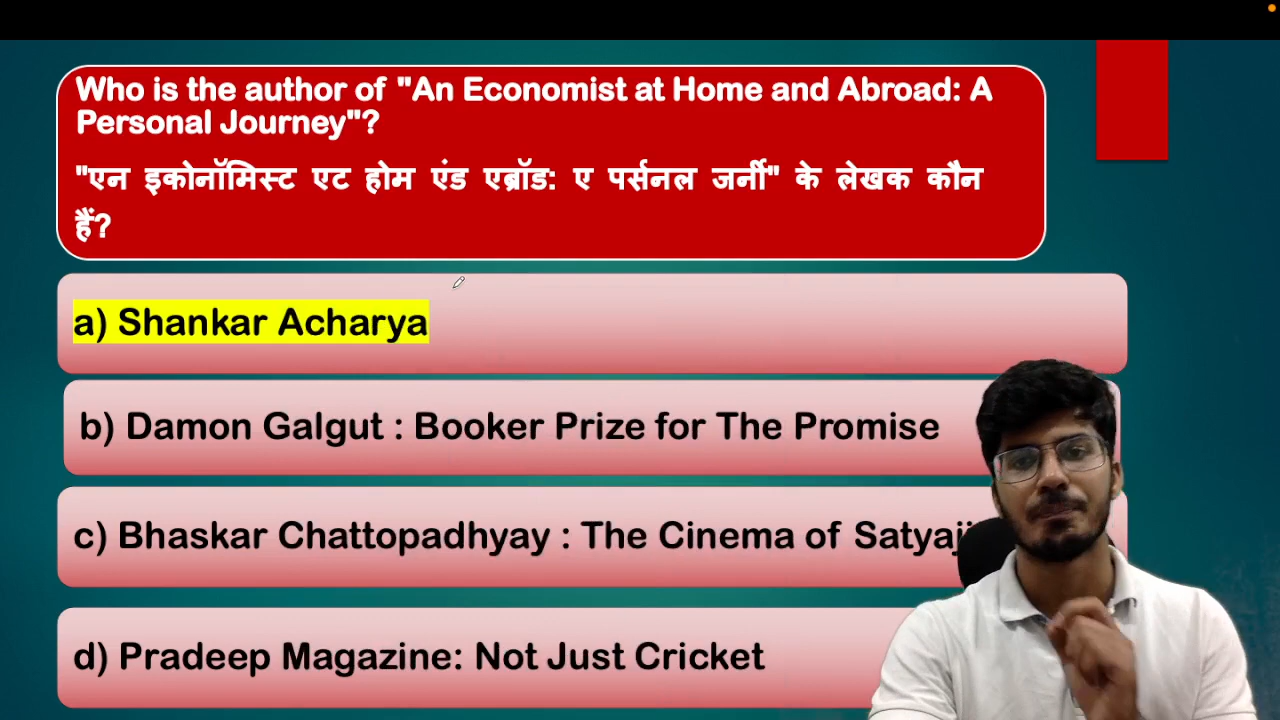 Who is the author of "An Economist at Home and Abroad: A
Personal Journey"?
"एन इकोनॉमिस्ट एट होम एंड एब्रॉड: ए पर्सनल जर्नी" के लेखक कौन
हैं?
a) Shankar Acharya
b) Damon Galgut : Booker Prize for The Promise
c) Bhaskar Chattopadhyay : The Cinema of
d) Pradeep Magazine: Not Just Cricket